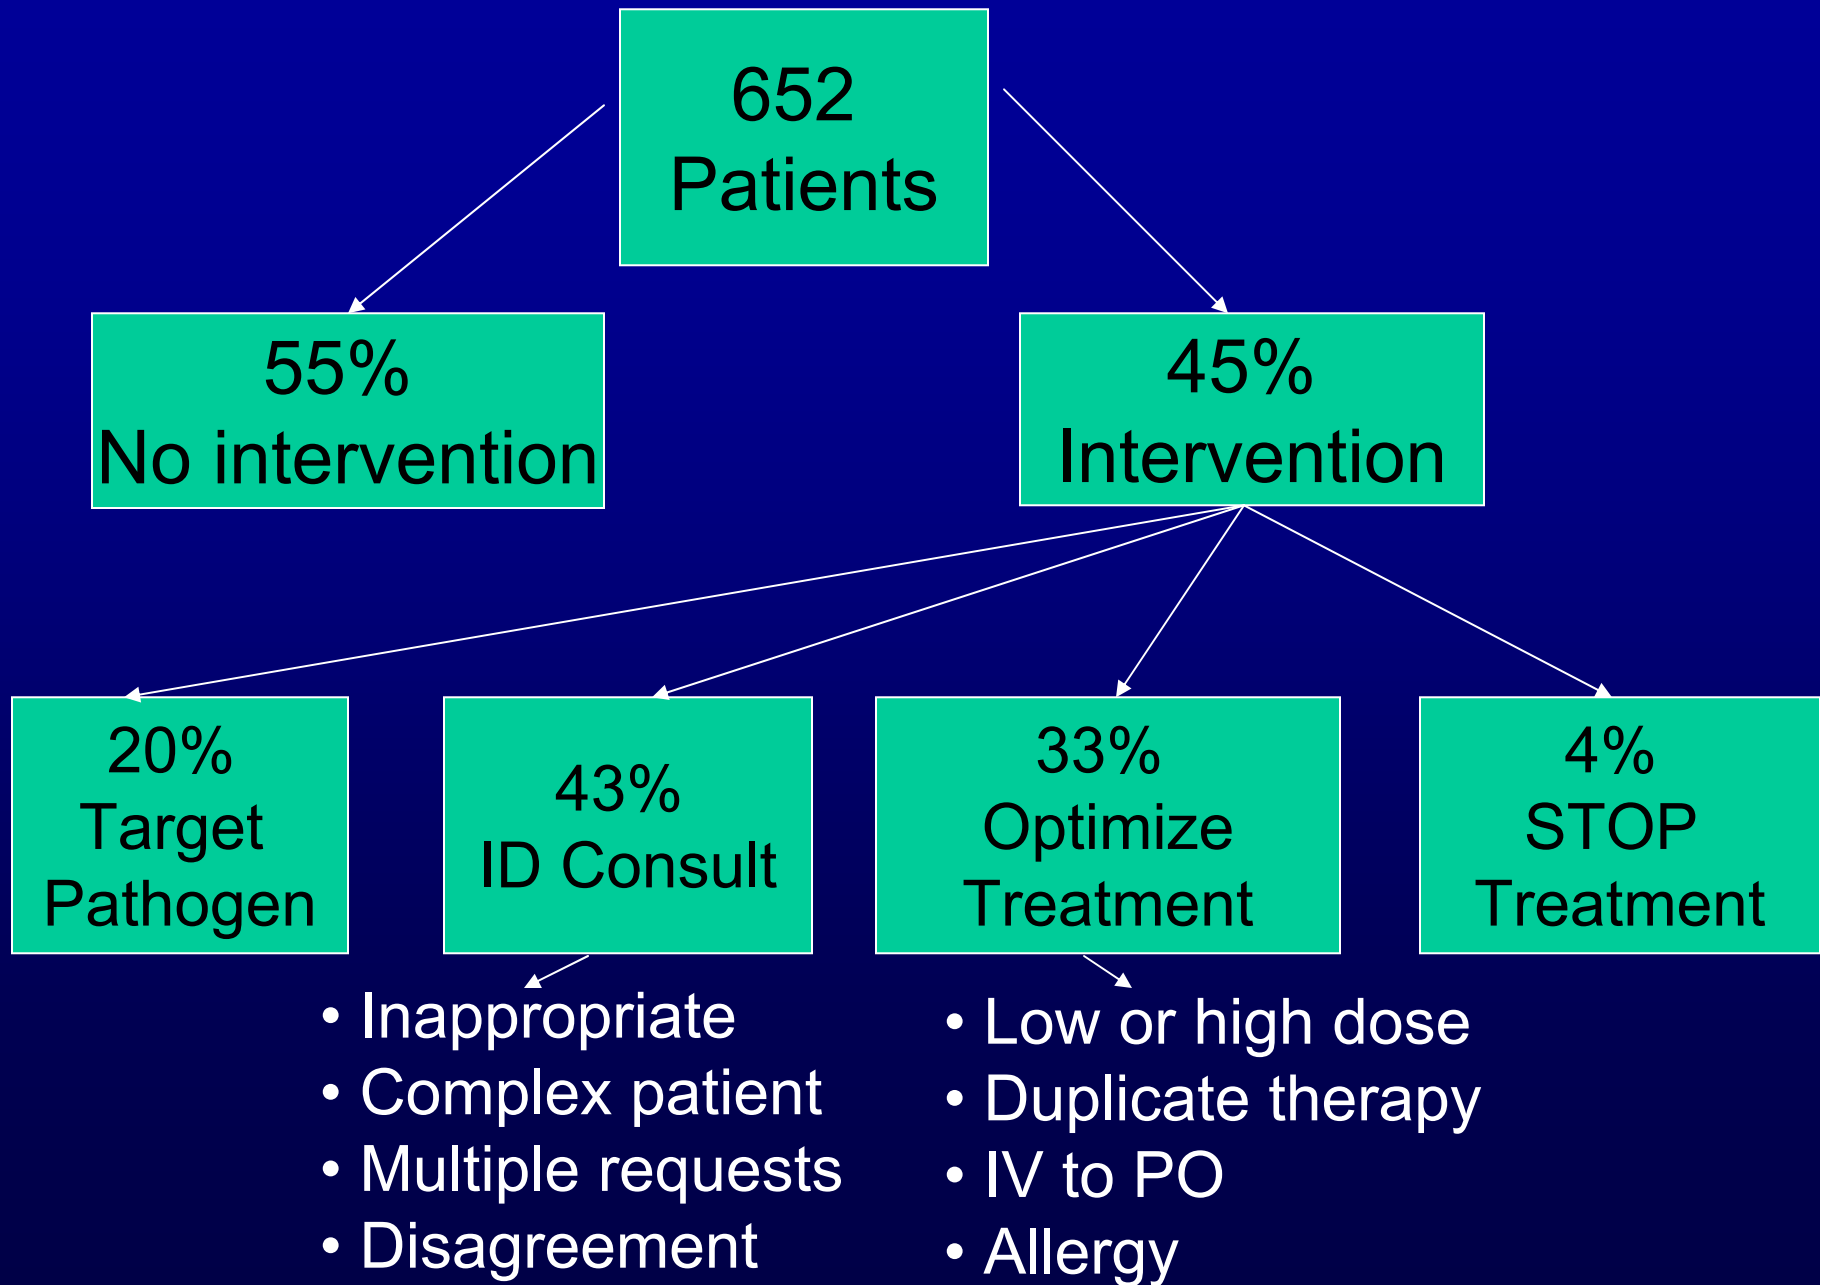 652
Patients
55%
No intervention
45%
Intervention
20%
Target
Pathogen
43%
ID Consult
33%
Optimize
Treatment
4%
STOP
Treatment
• Inappropriate
• Complex patient
• Multiple requests
• Disagreement
• Low or high dose
• Duplicate therapy
• IV to PO
• Allergy